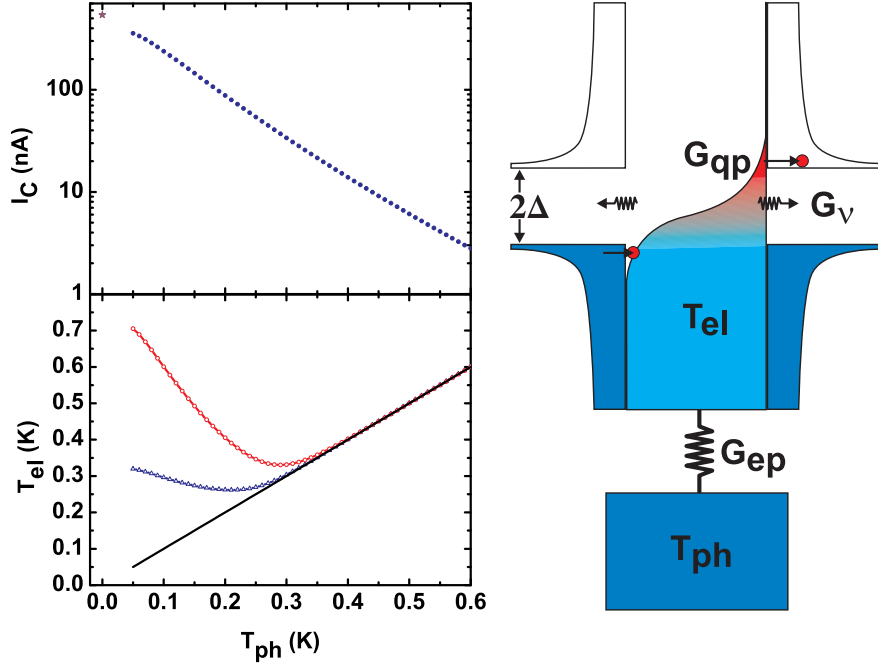 I_C (nA)
100
10
1
T_el (K)
0.7
0.6
0.5
0.4
0.3
0.2
0.1
0.0
0.0 0.1 0.2 0.3 0.4 0.5 0.6
T_ph (K)
G_qp
2Δ
G_ν
T_el
G_ep
T_ph